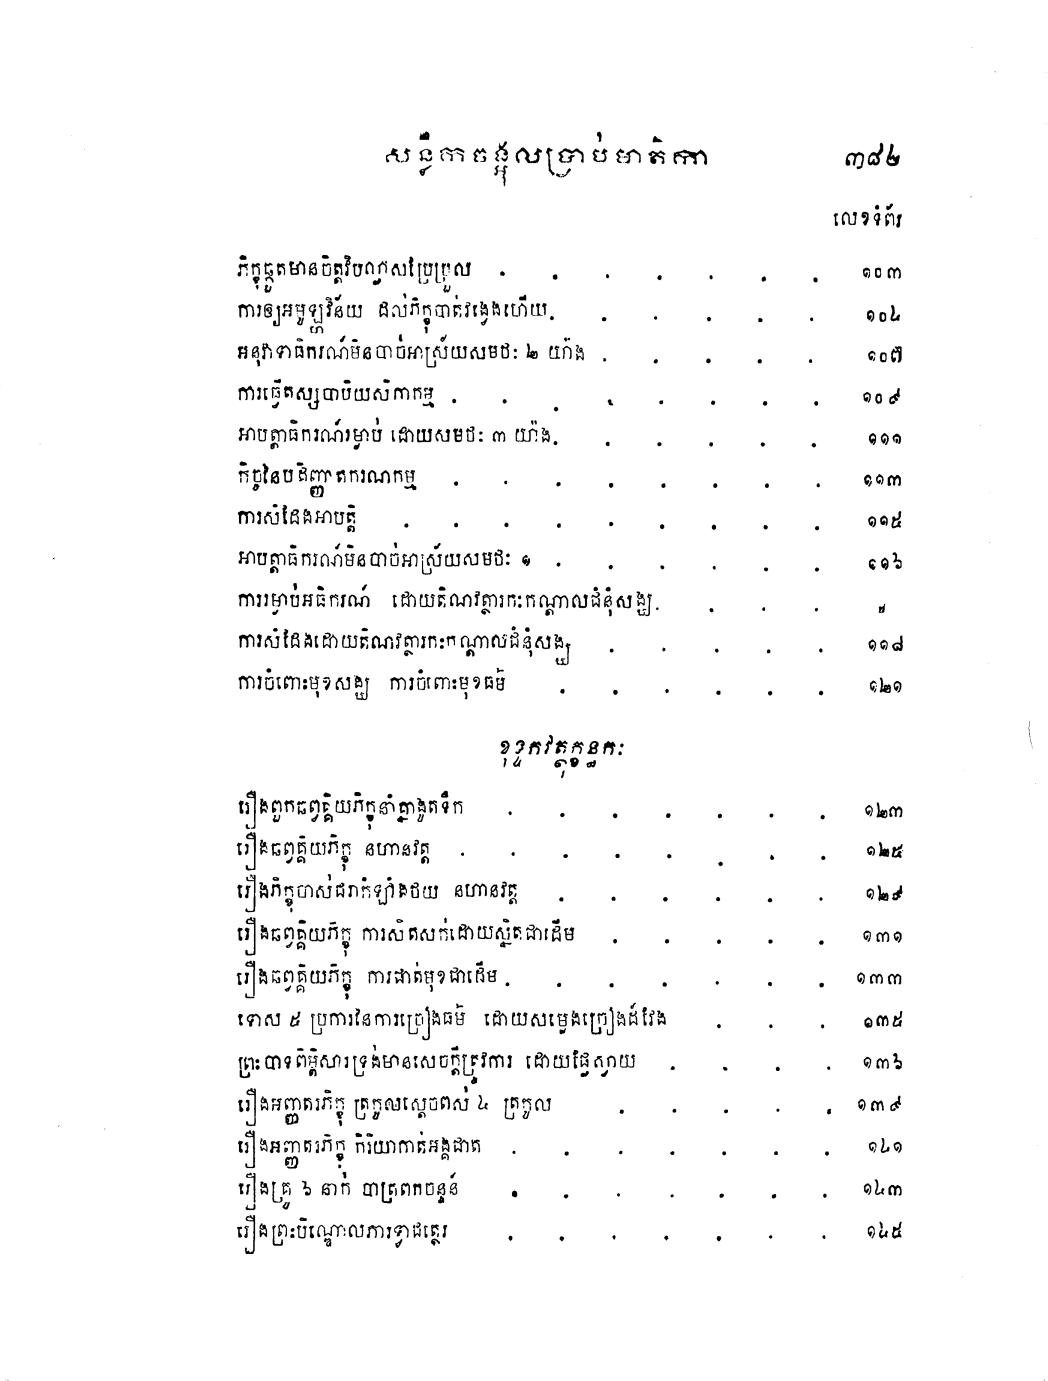 សន្លឹកចង្អុលប្រាប់មាតិកា ៣៨៤
លេខទំព័រ
ភិក្ខុឆ្កួតមានចិត្តវិបល្លាសប្រែប្រួល . . . . . . . ១០៣
ការឲ្យអមូឡ្ហវិន័យ ដល់ភិក្ខុបាត់វង្វេងហើយ. . . . . . ១០៤
អនុវាទាធិករណ៍មិនបាច់អាស្រ័យសមថៈ ២ យ៉ាង . . . . . ១០៧
ការធ្វើតស្សបាបិយសិកាកម្ម . . . . . . . . ១០៩
អាបត្តាធិករណ៍រម្ងាប់ ដោយសមថៈ ៣ យ៉ាង. . . . . . ១១១
កិច្ចនៃបដិញ្ញាតករណកម្ម . . . . . . . . ១១៣
ការសំដែងអាបត្តិ . . . . . . . . . ១១៥
អាបត្តាធិករណ៍មិនបាច់អាស្រ័យសមថៈ ១ . . . . . . ១១៦
ការរម្ងាប់អធិករណ៍ ដោយតិណវត្ថារកៈកណ្តាលជំនុំសង្ឃ. . . . ៗ
ការសំដែងដោយតិណវត្ថារកៈកណ្តាលជំនុំសង្ឃ . . . . . ១១៨
ការចំពោះមុខសង្ឃ ការចំពោះមុខធម៌ . . . . . . ១២១
ខុទ្ទកវត្ថុក្ខន្ធកៈ
រឿងពួកឆព្វគ្គិយភិក្ខុនាំគ្នាងូតទឹក . . . . . . . ១២៣
រឿងឆព្វគ្គិយភិក្ខុ នហានវត្ត . . . . . . . . ១២៥
រឿងភិក្ខុចាស់ជរាកំឡាំងថយ នហានវត្ត . . . . . . ១២៩
រឿងឆព្វគ្គិយភិក្ខុ ការសិតសក់ដោយស្និតជាដើម . . . . . ១៣១
រឿងឆព្វគ្គិយភិក្ខុ ការដាត់មុខជាដើម. . . . . . . ១៣៣
ទោស ៥ ប្រការនៃការច្រៀងធម៌ ដោយសម្លេងច្រៀងដ៍វែង . . . ១៣៥
ព្រះបាទពិម្ពិសារទ្រង់មានសេចក្តីត្រូវការ ដោយផ្លែស្វាយ . . . . ១៣៦
រឿងអញ្ញតរភិក្ខុ ត្រកូលស្តេចពស់ ៤ ត្រកូល . . . . . ១៣៩
រឿងអញ្ញតរភិក្ខុ កិរិយាកាត់អង្គជាត . . . . . . . ១៤១
រឿងគ្រូ ៦ នាក់ បាត្រពកចន្ទន៍ . . . . . . . ១៤៣
រឿងព្រះបិណ្ឌោលភារទ្វាជត្ថេរ . . . . . . . ១៤៥